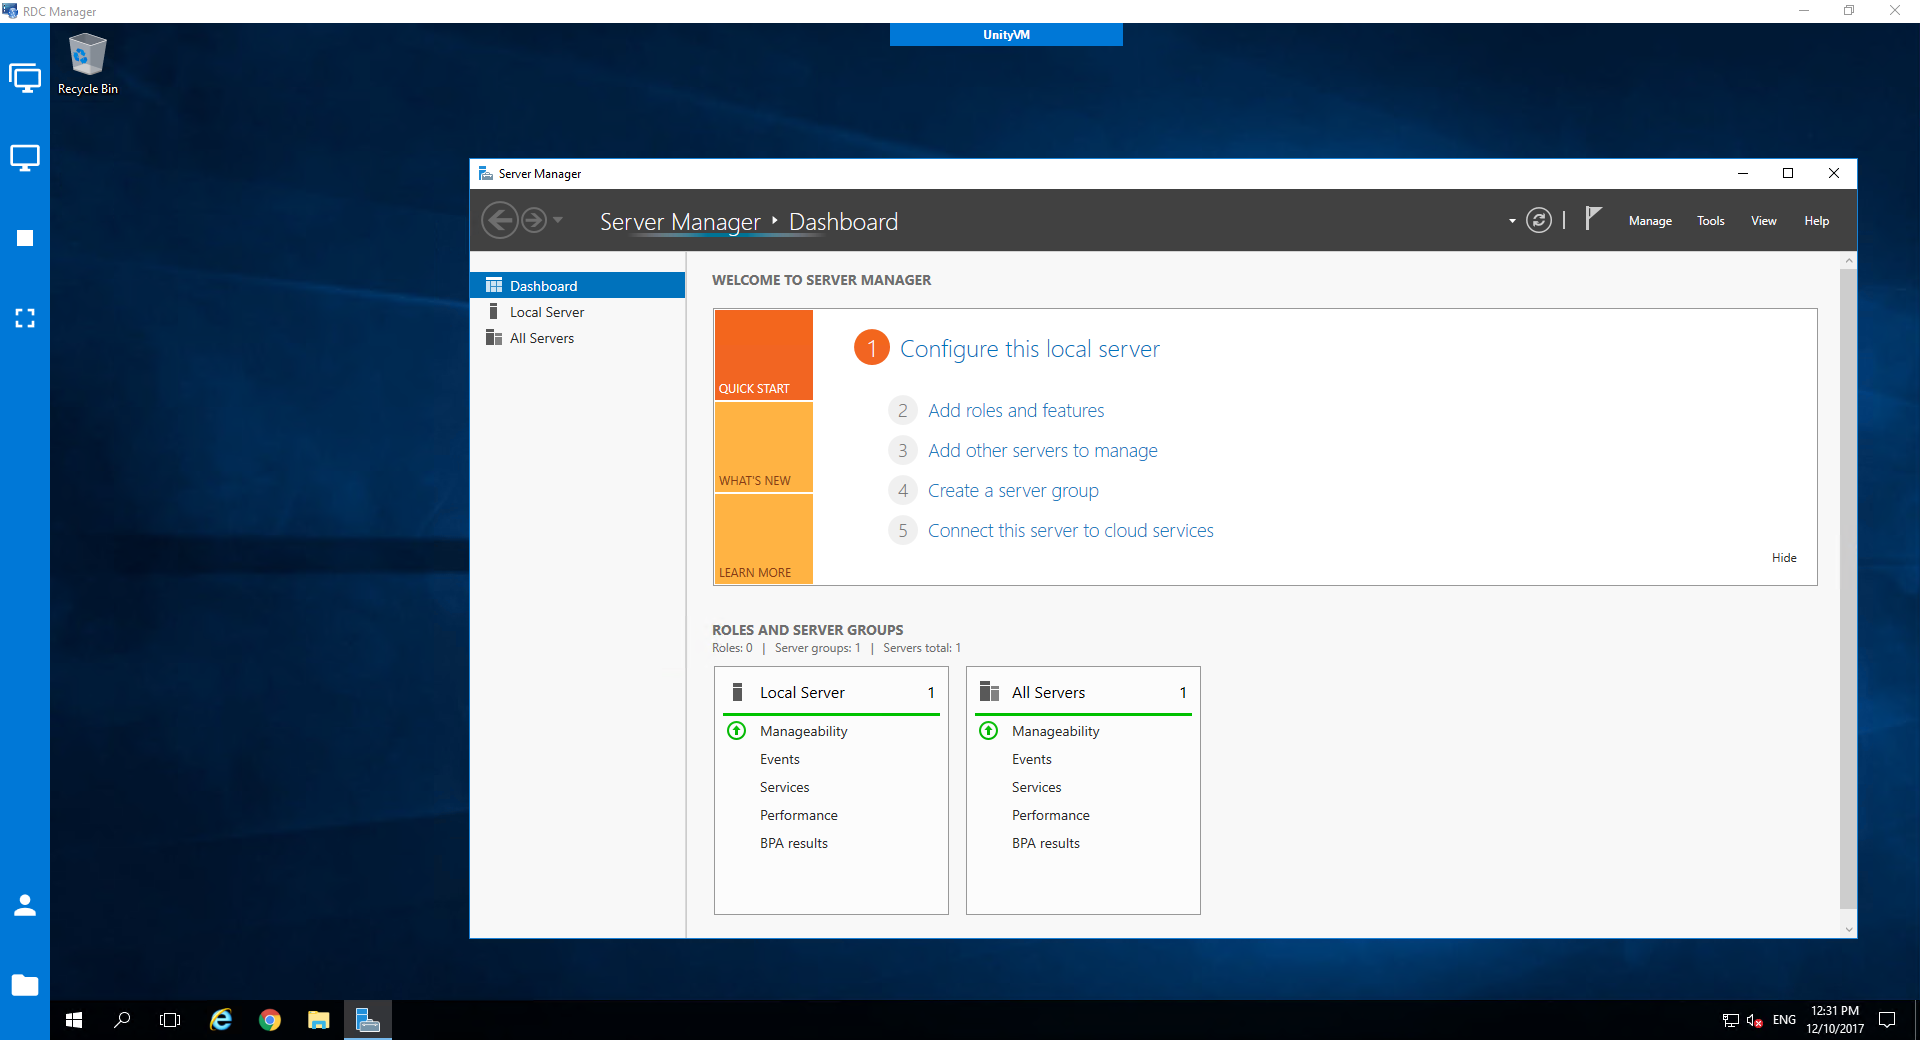 RDC Manager
UnityVM
Recycle Bin
Server Manager
Server Manager Dashboard
Manage Tools View Help
Dashboard
Local Server
All Servers
WELCOME TO SERVER MANAGER
QUICK START
WHAT'S NEW
LEARN MORE
1 Configure this local server
2 Add roles and features
3 Add other servers to manage
4 Create a server group
5 Connect this server to cloud services
Hide
ROLES AND SERVER GROUPS
Roles: 0 | Server groups: 1 | Servers total: 1
Local Server 1
Manageability
Events
Services
Performance
BPA results
All Servers 1
Manageability
Events
Services
Performance
BPA results
ENG
12:31 PM
12/10/2017